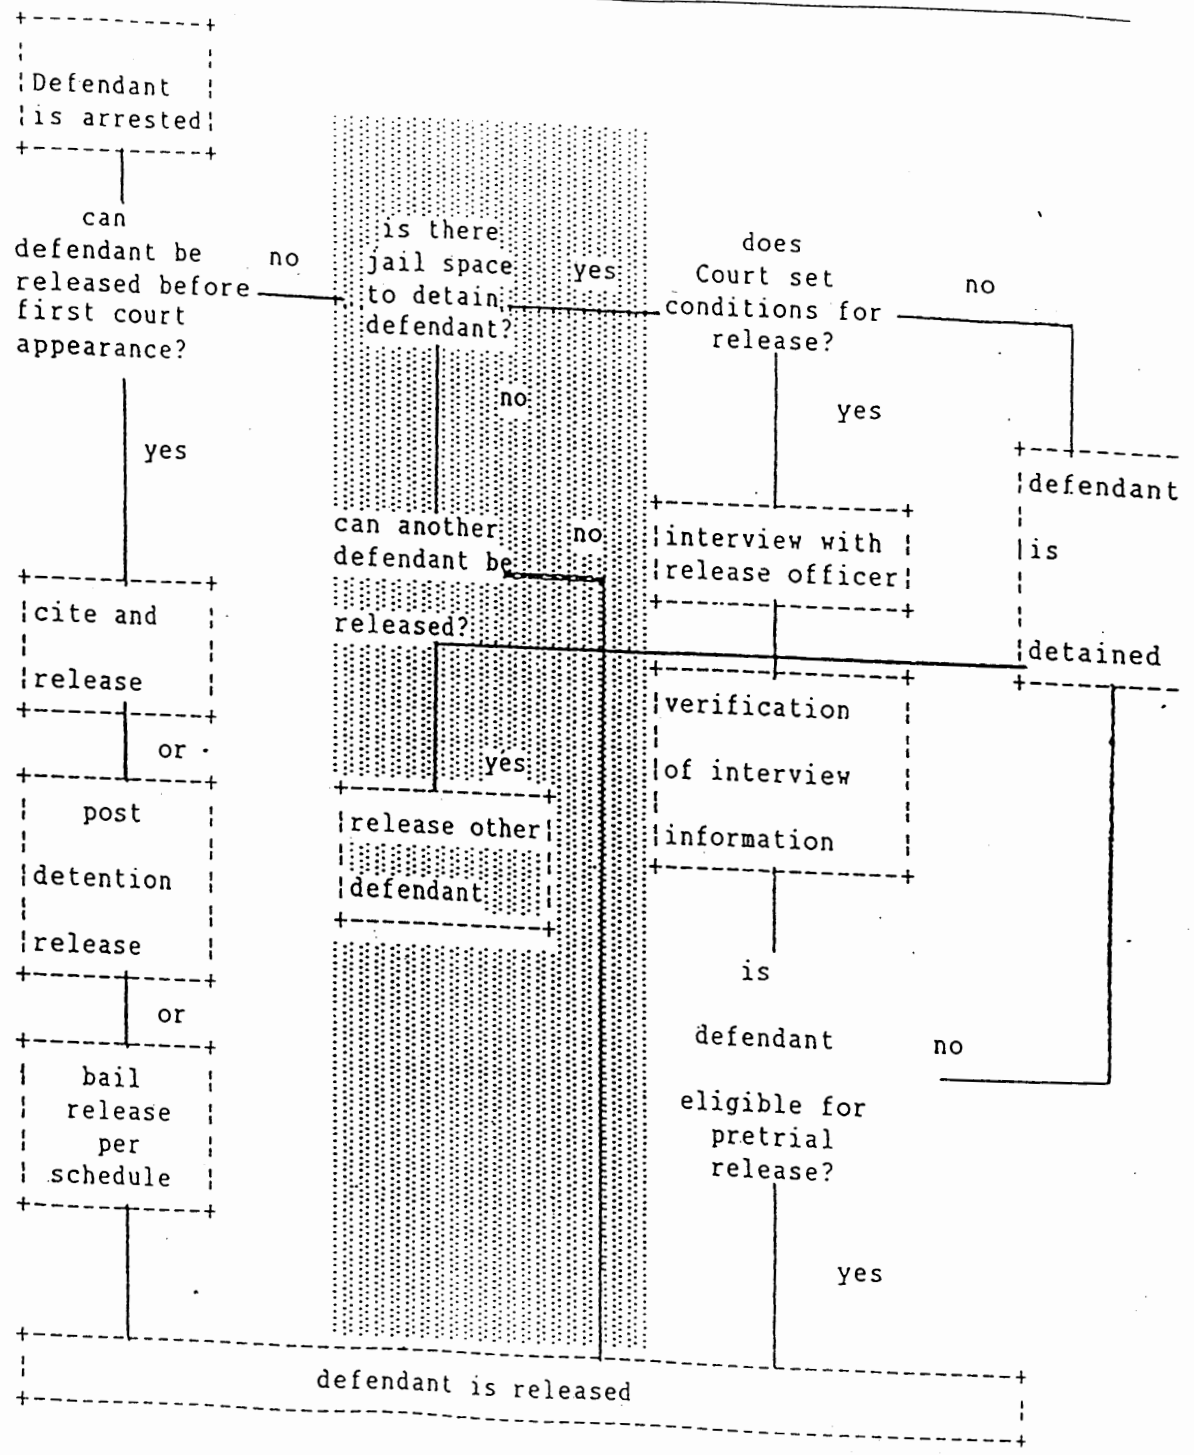 Defendant
is arrested
can
defendant be
released before
first court
appearance?
no
yes
cite and
release
or
post
detention
release
or
bail
release
per
schedule
is there
jail space
to detain
defendant?
yes
no
can another
defendant be
released?
no
yes
release other
defendant
does
Court set
conditions for
release?
no
yes
interview with
release officer
verification
of interview
information
is
defendant
eligible for
pretrial
release?
no
yes
defendant
is
detained
defendant is released